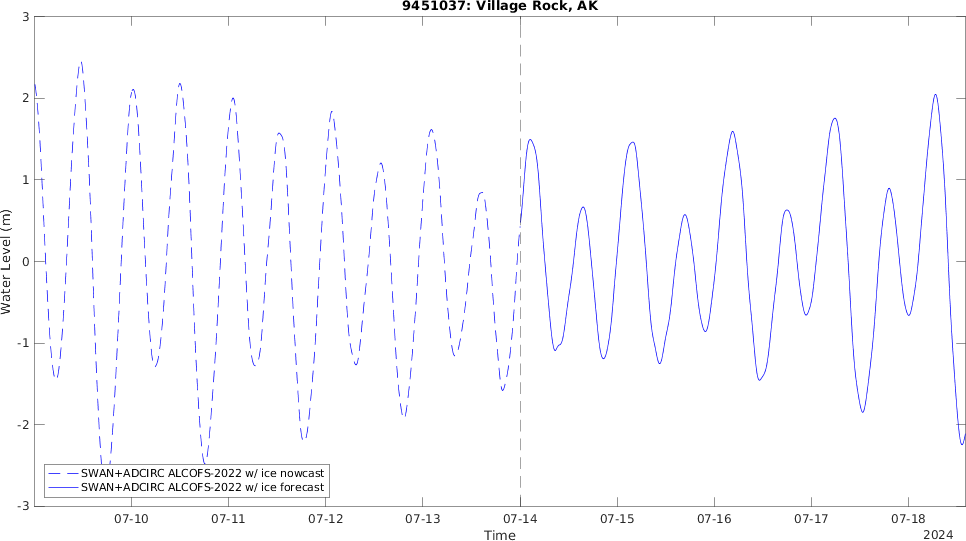 9451037: Village Rock, AK
3
2
1
0
-1
-2
-3
Water Level (m)
SWAN+ADCIRC ALCOFS-2022 w/ ice nowcast
SWAN+ADCIRC ALCOFS-2022 w/ ice forecast
07-10 07-11 07-12 07-13 07-14 07-15 07-16 07-17 07-18
Time
2024